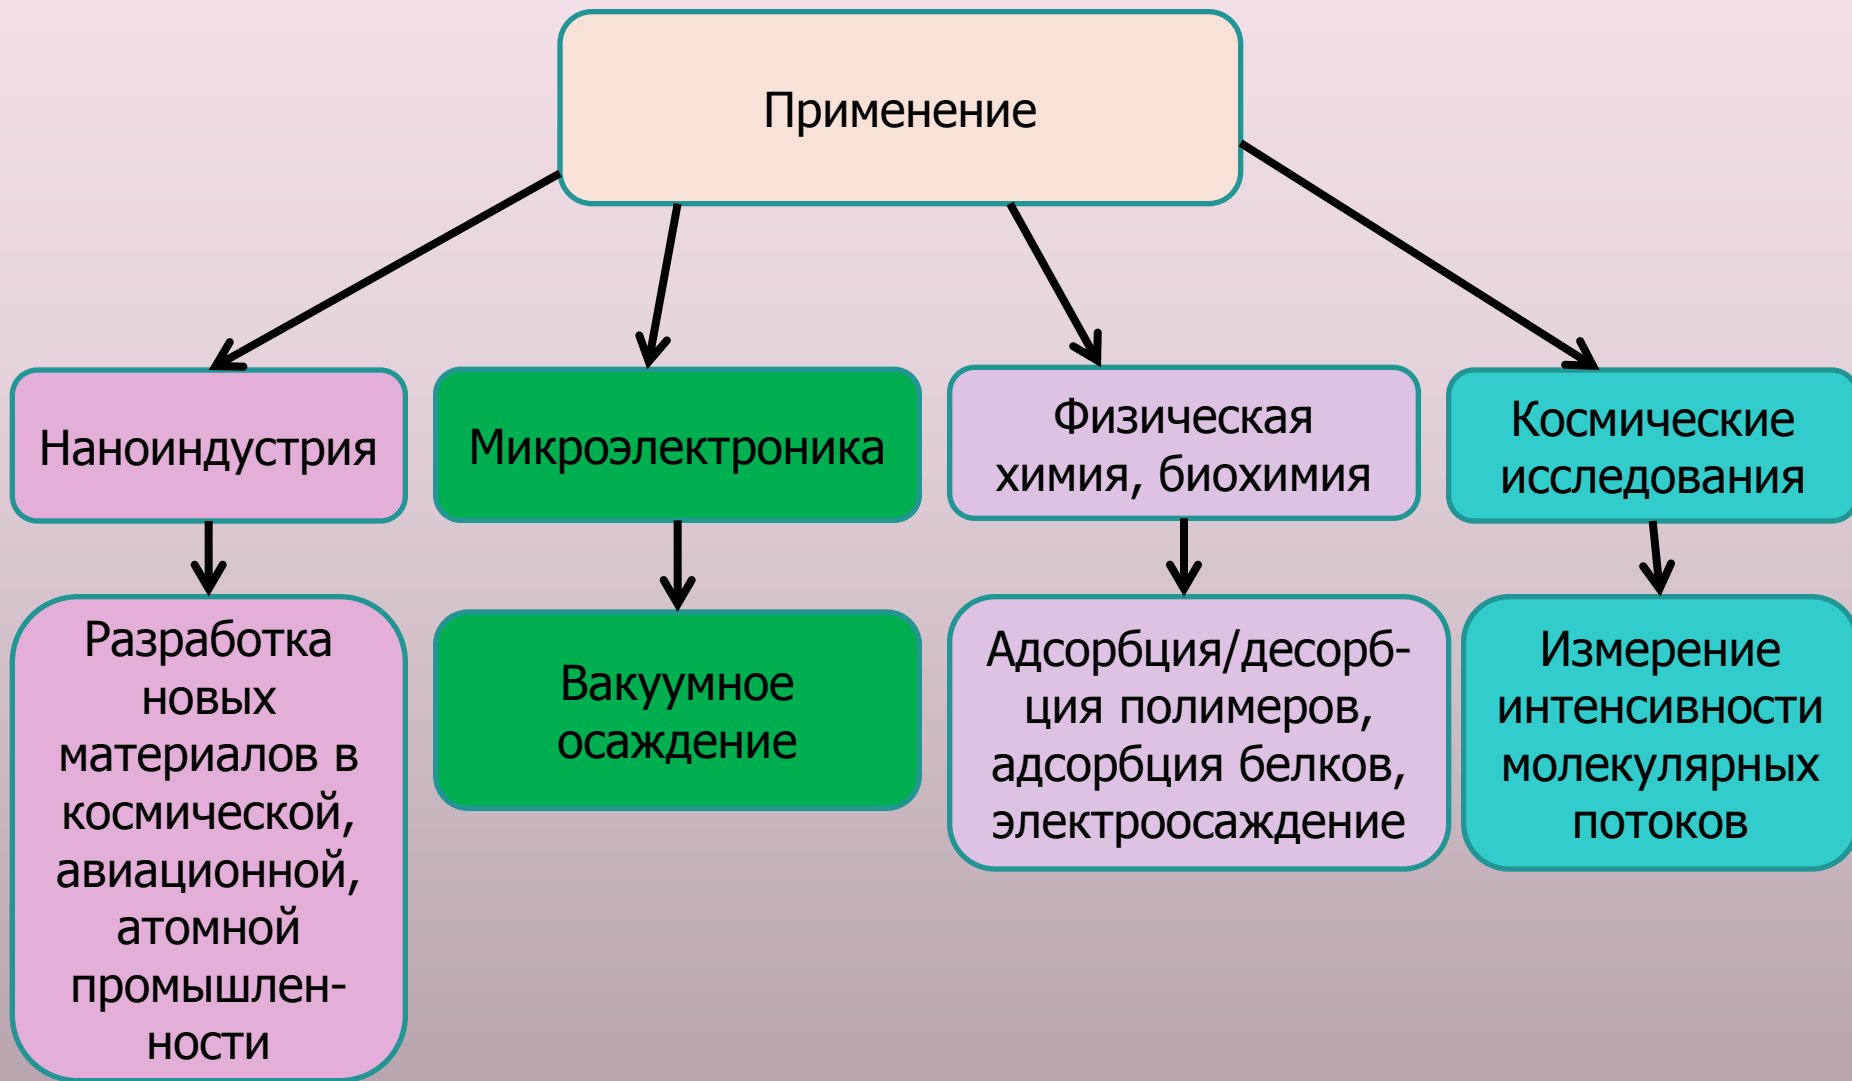 Применение
Наноиндустрия
Микроэлектроника
Физическая
химия, биохимия
Космические
исследования
Разработка
новых
материалов в
космической,
авиационной,
атомной
промышлен-
ности
Вакуумное
осаждение
Адсорбция/десорб-
ция полимеров,
адсорбция белков,
электроосаждение
Измерение
интенсивности
молекулярных
потоков